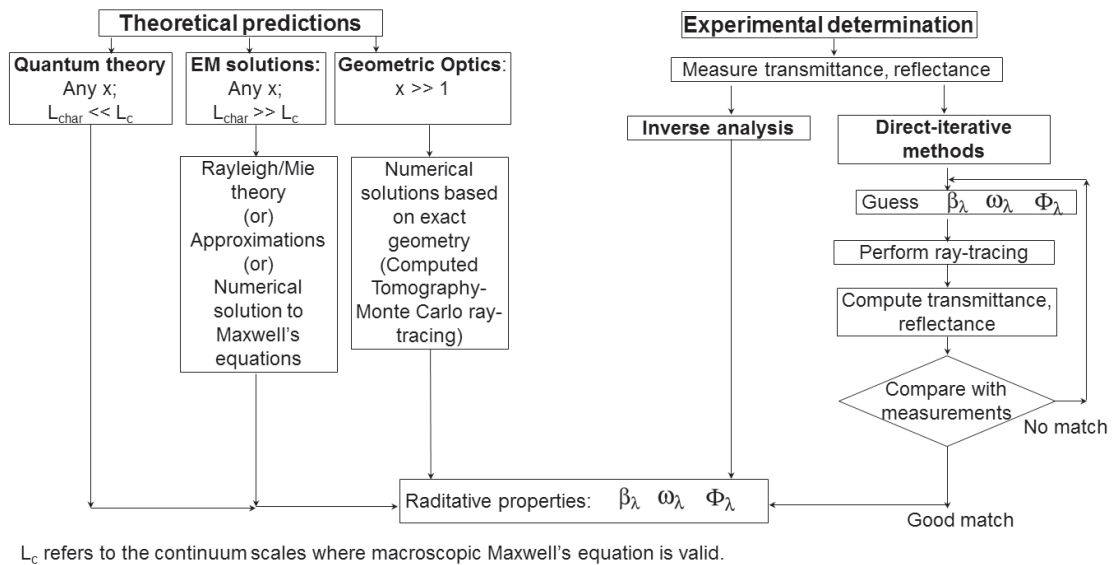 Theoretical predictions
Quantum theory
Any x;
Lchar << Lc
EM solutions:
Any x;
Lchar >> Lc
Geometric Optics:
x >> 1
Rayleigh/Mie
theory
(or)
Approximations
(or)
Numerical
solution to
Maxwell's
equations
Numerical
solutions based
on exact
geometry
(Computed
Tomography-
Monte Carlo ray-
tracing)
Experimental determination
Measure transmittance, reflectance
Inverse analysis
Direct-iterative
methods
Guess βλ ωλ Φλ
Perform ray-tracing
Compute transmittance,
reflectance
Compare with
measurements
No match
Good match
Raditative properties: βλ ωλ Φλ
Lc refers to the continuum scales where macroscopic Maxwell's equation is valid.